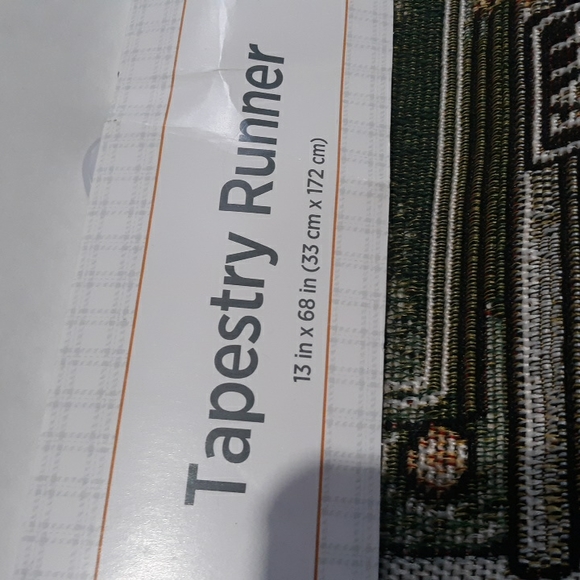 Tapestry Runner
13 in x 68 in (33 cm x 172 cm)